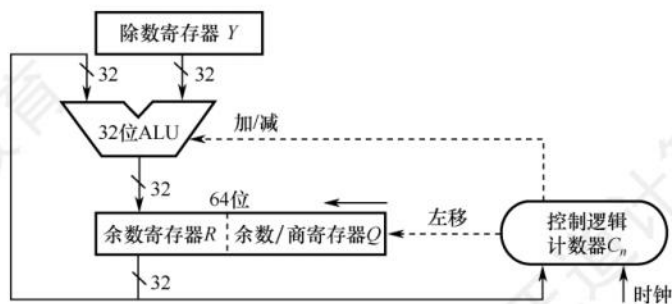 除数寄存器 Y
32
32
32位ALU
加/减
32
64位
左移
余数寄存器R
余数/商寄存器Q
控制逻辑
计数器Cn
32
时钟